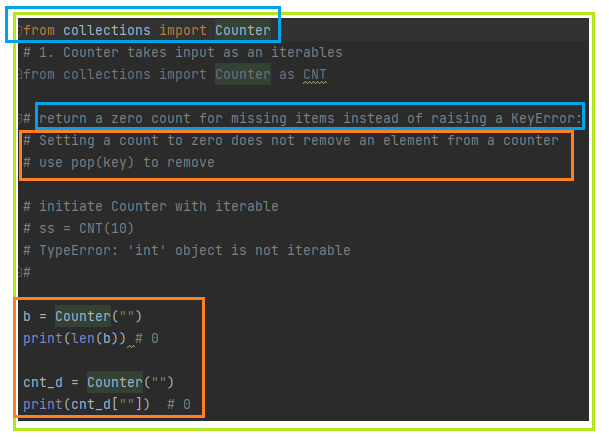 from collections import Counter
# 1. Counter takes input as an iterables
from collections import Counter as CNT
# return a zero count for missing items instead of raising a KeyError:
# Setting a count to zero does not remove an element from a counter
# use pop(key) to remove
# initiate Counter with iterable
# ss = CNT(10)
# TypeError: 'int' object is not iterable
#
b = Counter("")
print(len(b)) # 0
cnt_d = Counter("")
print(cnt_d[""])  # 0